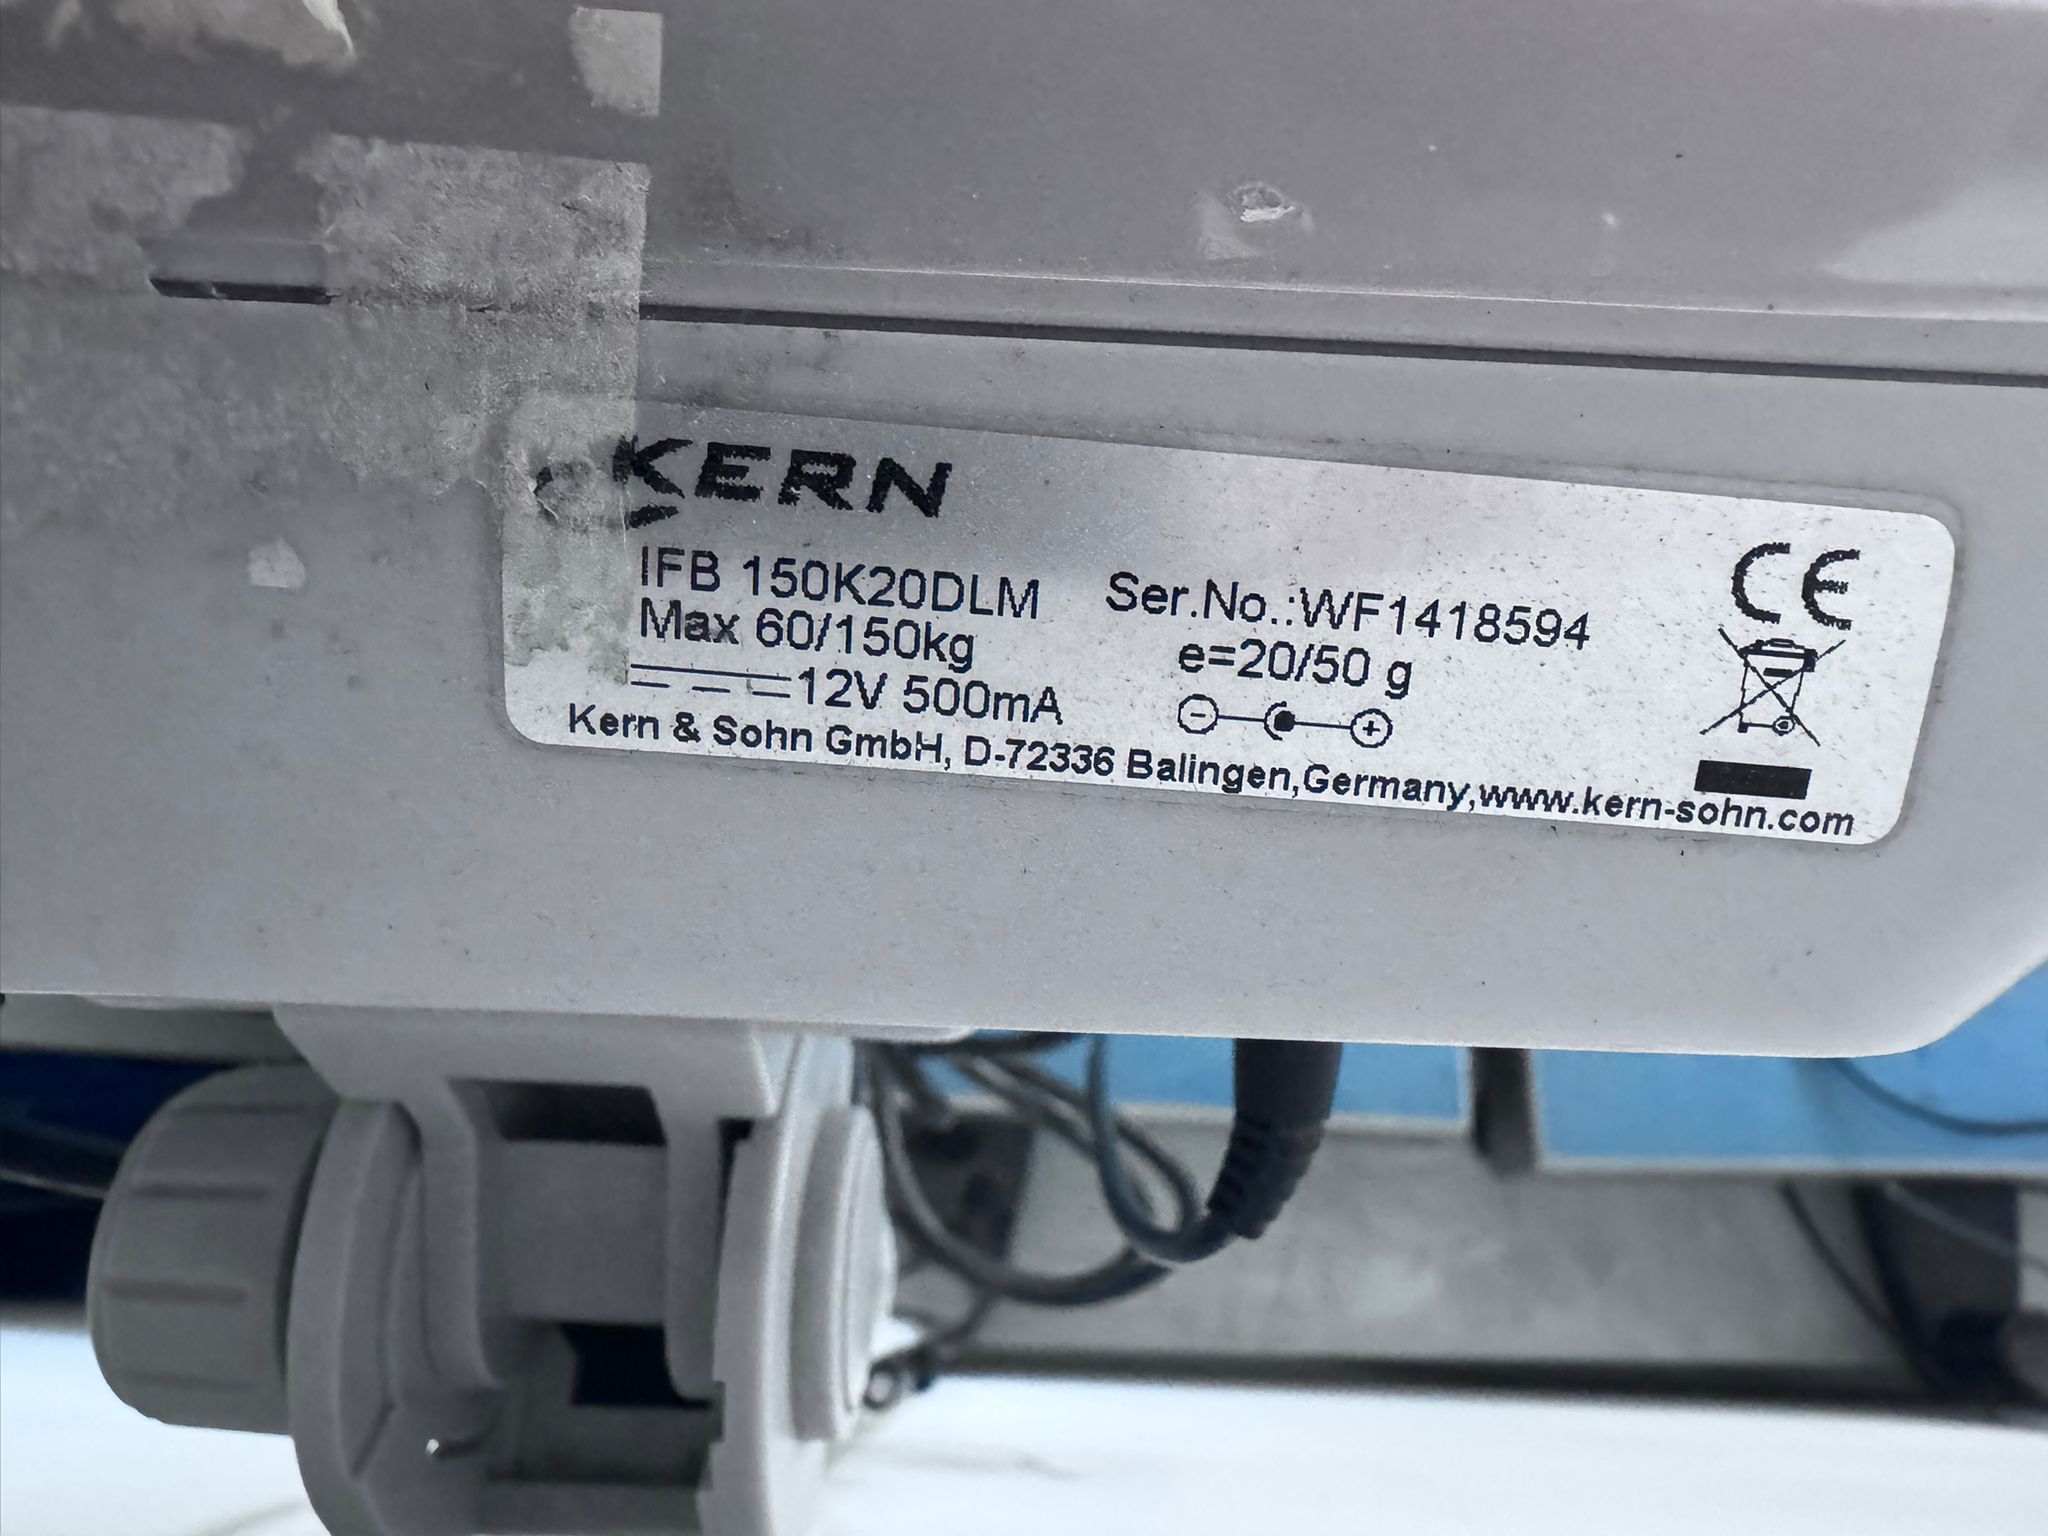 KERN
IFB 150K20DLM Ser.No.:WF1418594
Max 60/150kg e=20/50 g
12V 500mA
Kern & Sohn GmbH, D-72336 Balingen,Germany,www.kern-sohn.com
CE